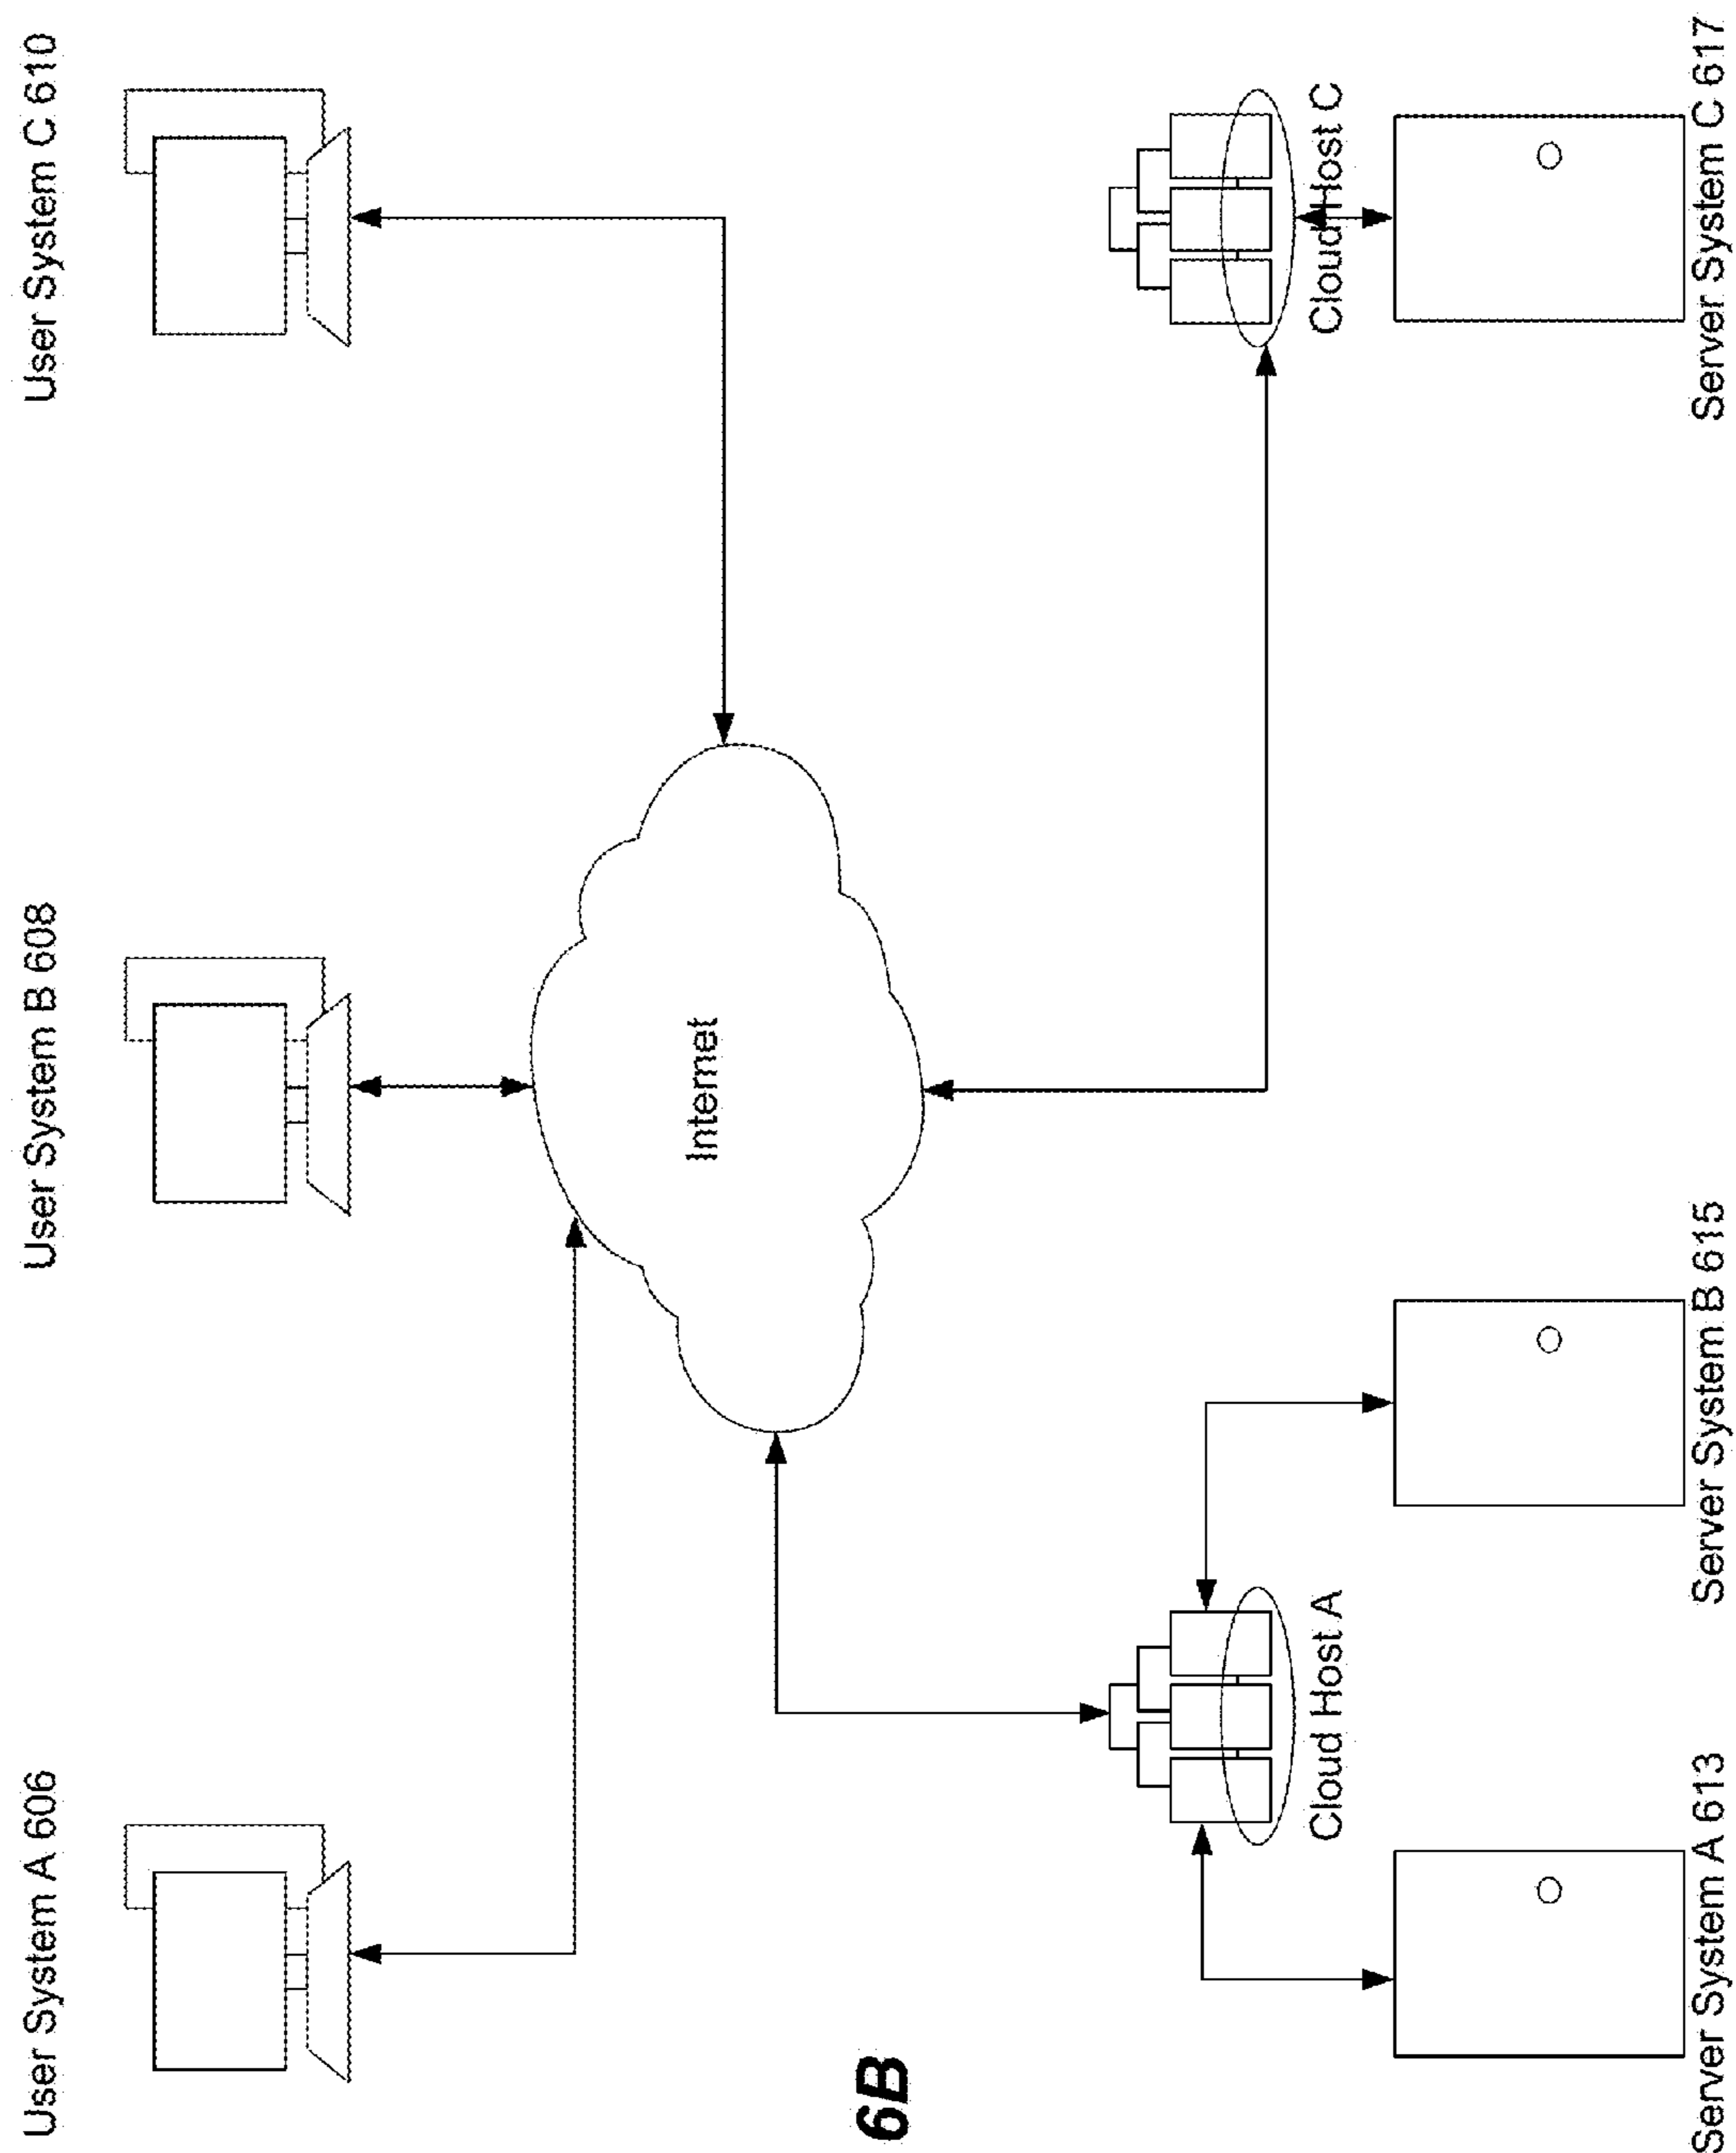 User System A 606
User System B 608
User System C 610
Internet
Cloud Host A
Cloud Host C
Server System A 613
Server System B 615
Server System C 617
6B